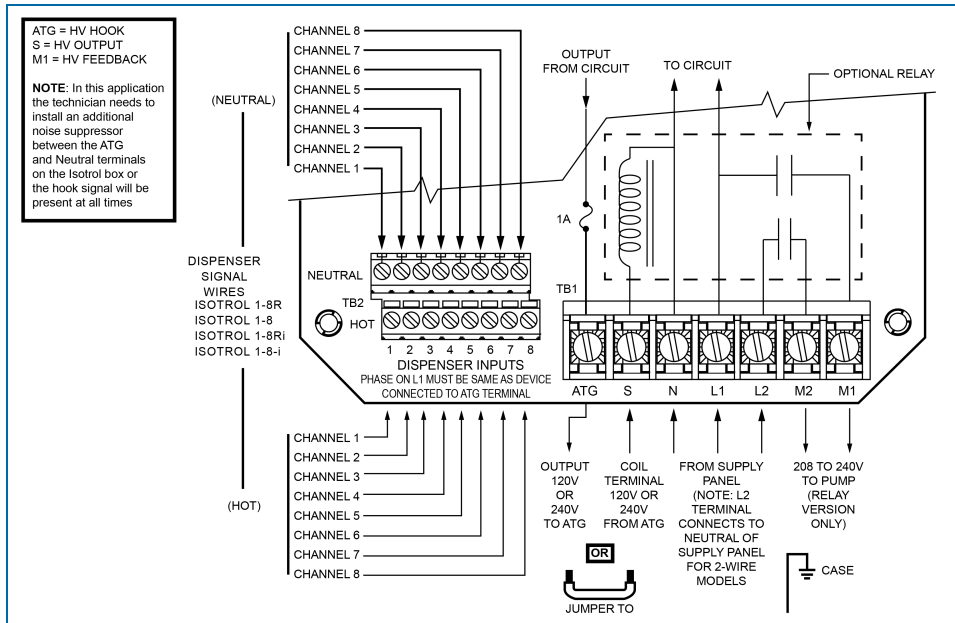 ATG = HV HOOK
S = HV OUTPUT
M1 = HV FEEDBACK
NOTE: In this application
the technician needs to
install an additional
noise suppressor
between the ATG
and Neutral terminals
on the Isotrol box or
the hook signal will be
present at all times
(NEUTRAL)
CHANNEL 8
CHANNEL 7
CHANNEL 6
CHANNEL 5
CHANNEL 4
CHANNEL 3
CHANNEL 2
CHANNEL 1
OUTPUT
FROM CIRCUIT
TO CIRCUIT
OPTIONAL RELAY
1A
DISPENSER
SIGNAL
WIRES
ISOTROL 1-8R
ISOTROL 1-8
ISOTROL 1-8Ri
ISOTROL 1-8-i
NEUTRAL
TB2
HOT
1 2 3 4 5 6 7 8
DISPENSER INPUTS
PHASE ON L1 MUST BE SAME AS DEVICE
CONNECTED TO ATG TERMINAL
TB1
ATG S N L1 L2 M2 M1
(HOT)
CHANNEL 1
CHANNEL 2
CHANNEL 3
CHANNEL 4
CHANNEL 5
CHANNEL 6
CHANNEL 7
CHANNEL 8
OUTPUT
120V
OR
240V
TO ATG
COIL
TERMINAL
120V OR
240V
FROM ATG
OR
JUMPER TO
FROM SUPPLY
PANEL
(NOTE: L2
TERMINAL
CONNECTS TO
NEUTRAL OF
SUPPLY PANEL
FOR 2-WIRE
MODELS
208 TO 240V
TO PUMP
(RELAY
VERSION
ONLY)
CASE